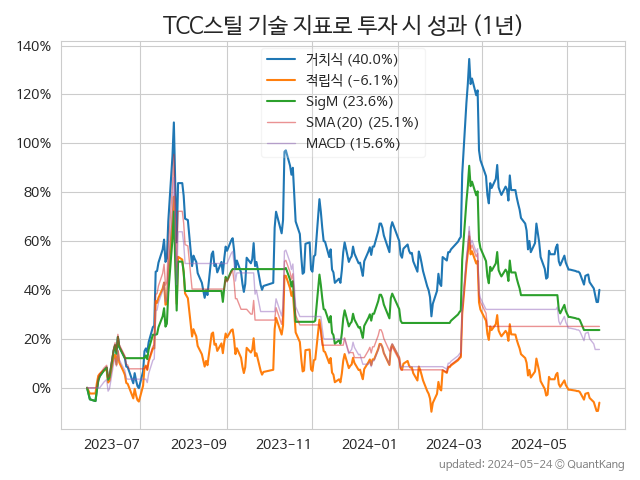 TCC스틸 기술 지표로 투자 시 성과 (1년)
거치식 (40.0%)
적립식 (-6.1%)
SigM (23.6%)
SMA(20) (25.1%)
MACD (15.6%)
140%
120%
100%
80%
60%
40%
20%
0%
2023-07 2023-09 2023-11 2024-01 2024-03 2024-05
updated: 2024-05-24 © QuantKang